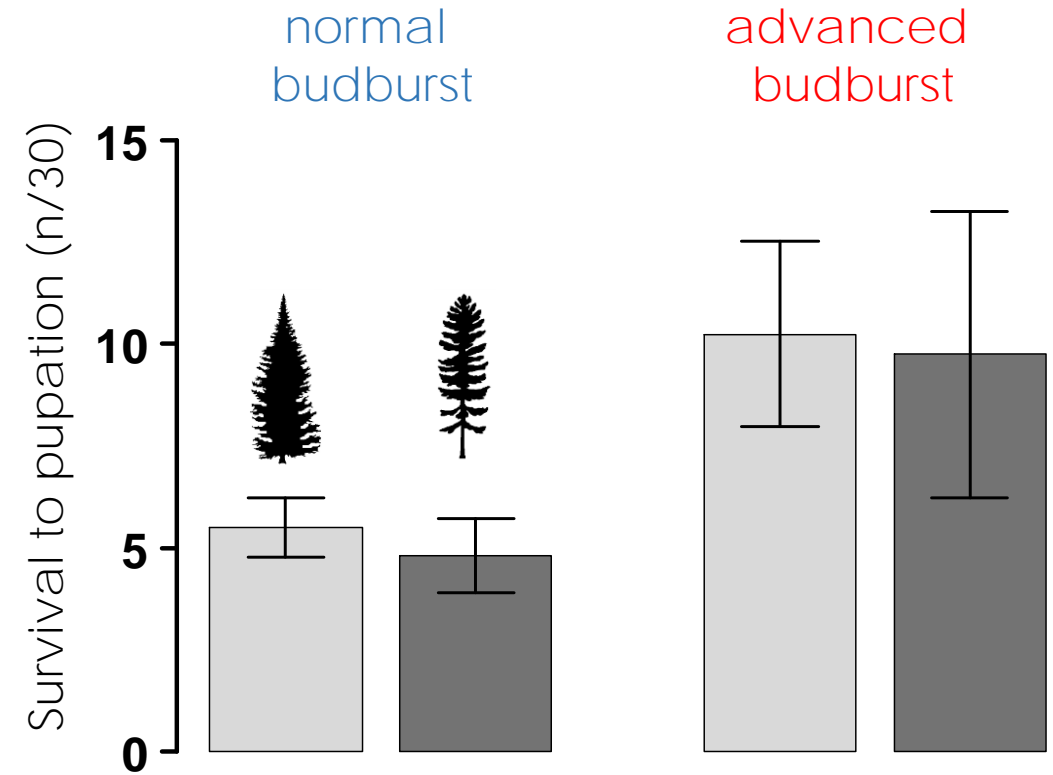 normal
budburst
advanced
budburst
Survival to pupation (n/30)
15
10
5
0